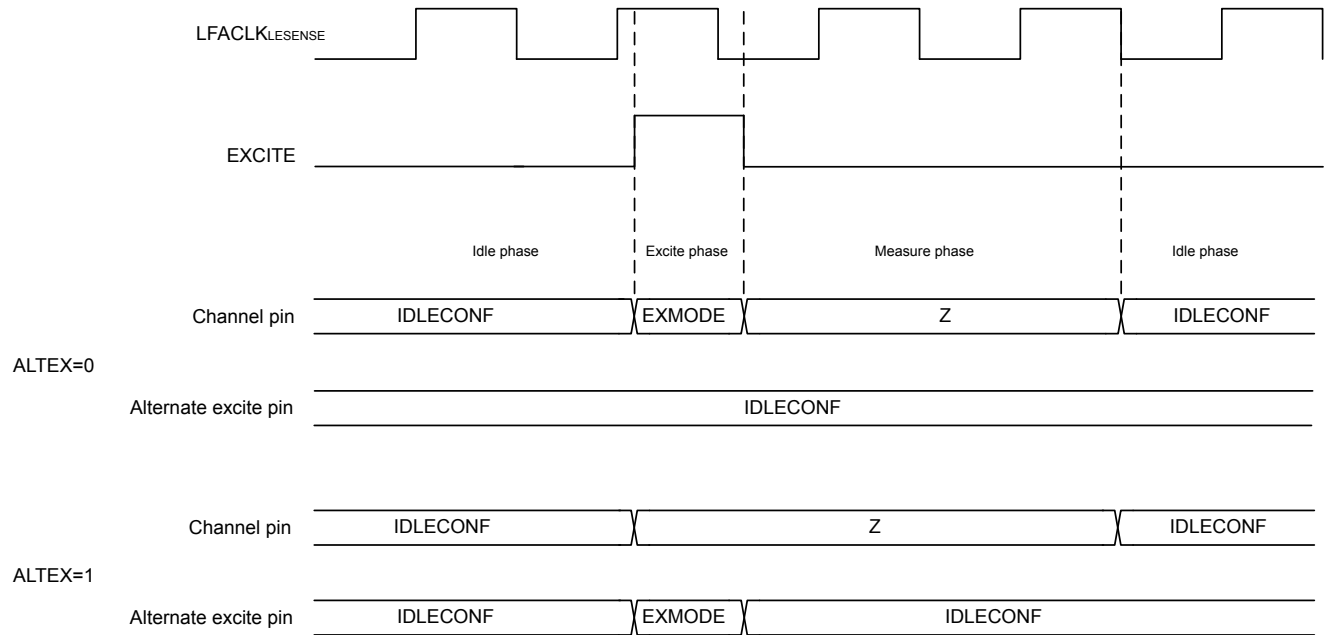 LFACLKLESENSE
EXCITE
Idle phase Excite phase Measure phase Idle phase
Channel pin IDLECONF EXMODE Z IDLECONF
ALTEX=0
Alternate excite pin IDLECONF
Channel pin IDLECONF Z IDLECONF
ALTEX=1
Alternate excite pin IDLECONF EXMODE IDLECONF